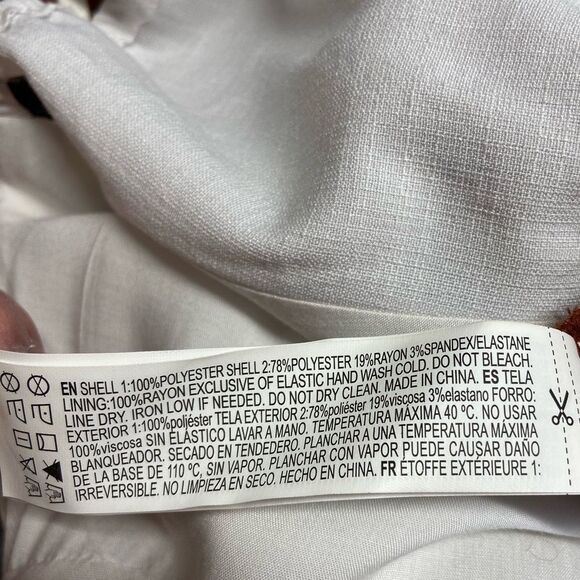 EN SHELL 1:100%POLYESTER SHELL 2:78%POLYESTER 19%RAYON 3%SPANDEX/ELASTANE
LINING:100%RAYON EXCLUSIVE OF ELASTIC HAND WASH COLD. DO NOT BLEACH.
LINE DRY. IRON LOW IF NEEDED. DO NOT DRY CLEAN. MADE IN CHINA. ES TELA
EXTERIOR 1:100%poliéster TELA EXTERIOR 2:78%poliéster 19%viscosa 3%elastano FORRO:
100%viscosa SIN ELÁSTICO LAVAR A MANO. TEMPERATURA MÁXIMA 40 ºC. NO USAR
BLANQUEADOR. SECADO EN TENDEDERO. PLANCHAR A UNA TEMPERATURA MÁXIMA
DE LA BASE DE 110 ºC, SIN VAPOR. PLANCHAR CON VAPOR PUEDE CAUSAR DAÑO
IRREVERSIBLE. NO LIMPIEZA EN SECO. HECHO EN CHINA. FR ÉTOFFE EXTÉRIEURE 1: